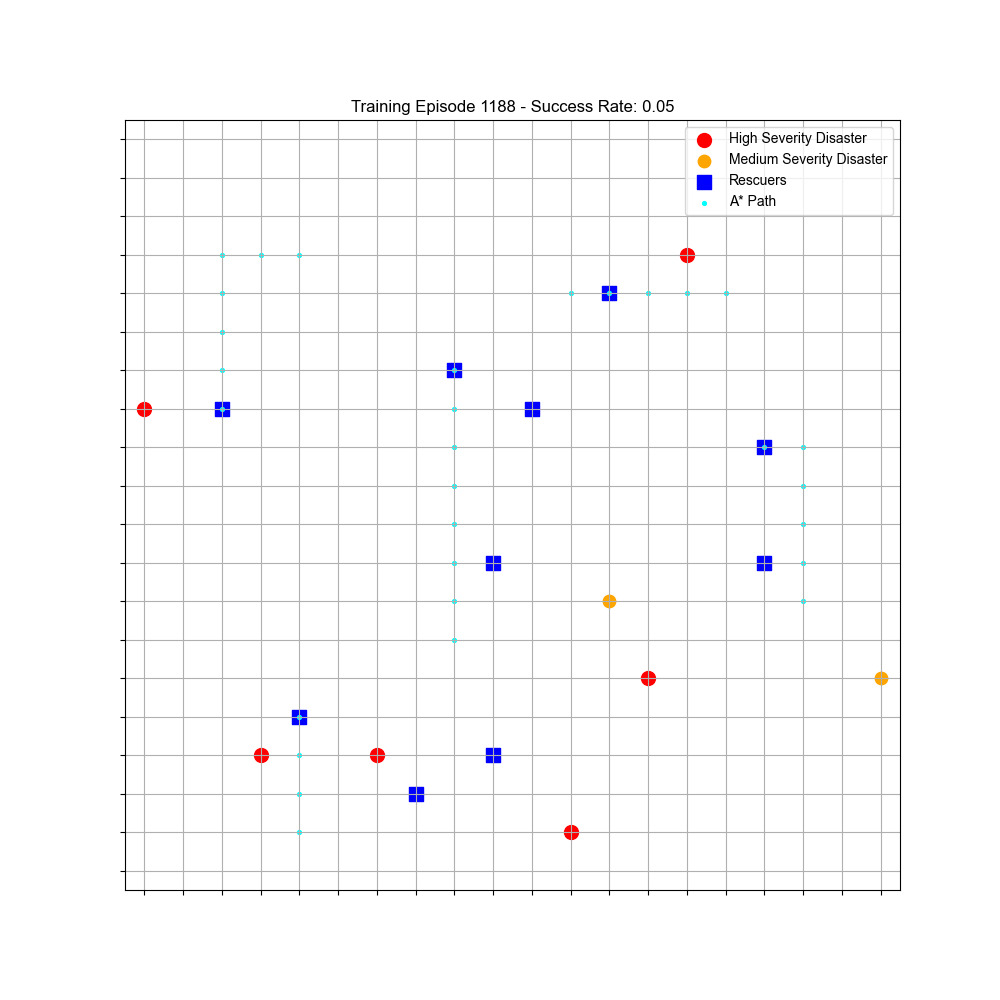 Training Episode 1188 - Success Rate: 0.05
High Severity Disaster
Medium Severity Disaster
Rescuers
A* Path